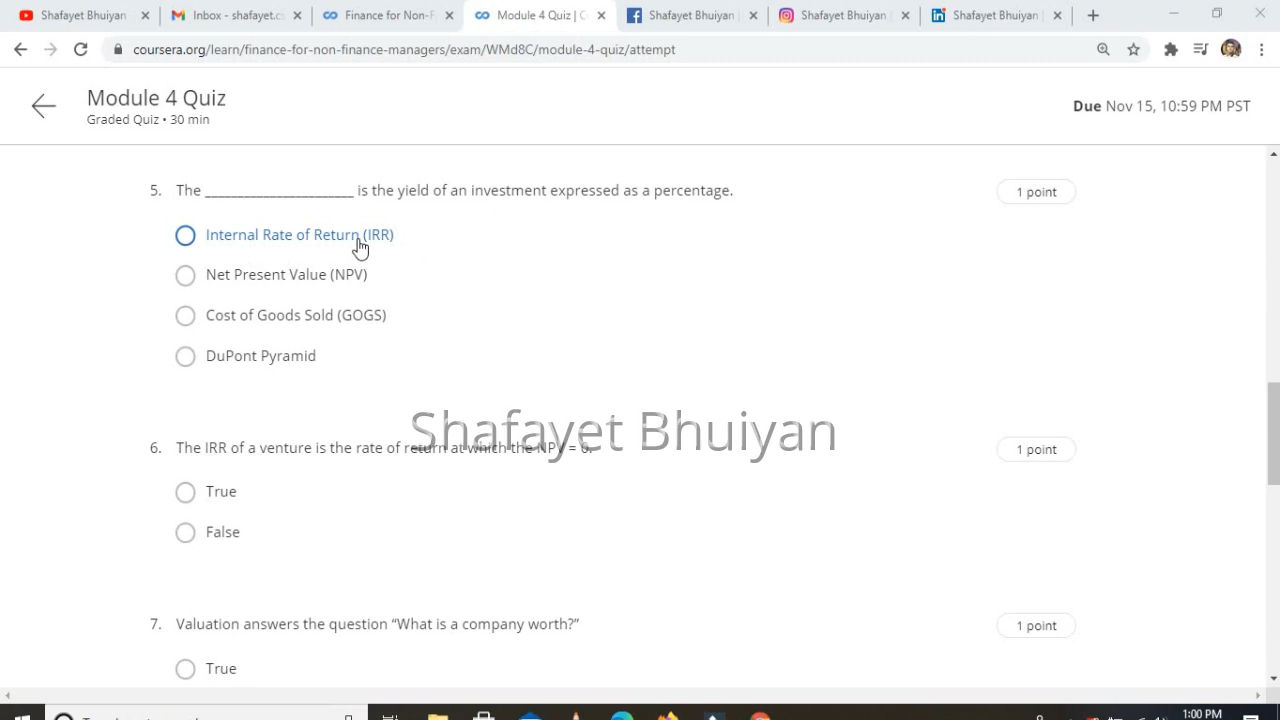 Shafayet Bhuiyan
Inbox - shafayet.cs
Finance for Non-F
Module 4 Quiz | C
Shafayet Bhuiyan |
Shafayet Bhuiyan
Shafayet Bhuiyan |
coursera.org/learn/finance-for-non-finance-managers/exam/WMd8C/module-4-quiz/attempt
Module 4 Quiz
Graded Quiz • 30 min
Due Nov 15, 10:59 PM PST
5. The ______________________ is the yield of an investment expressed as a percentage.
1 point
Internal Rate of Return (IRR)
Net Present Value (NPV)
Cost of Goods Sold (GOGS)
DuPont Pyramid
Shafayet Bhuiyan
6. The IRR of a venture is the rate of return at which the NPV = 0.
1 point
True
False
7. Valuation answers the question “What is a company worth?”
1 point
True
1:00 PM